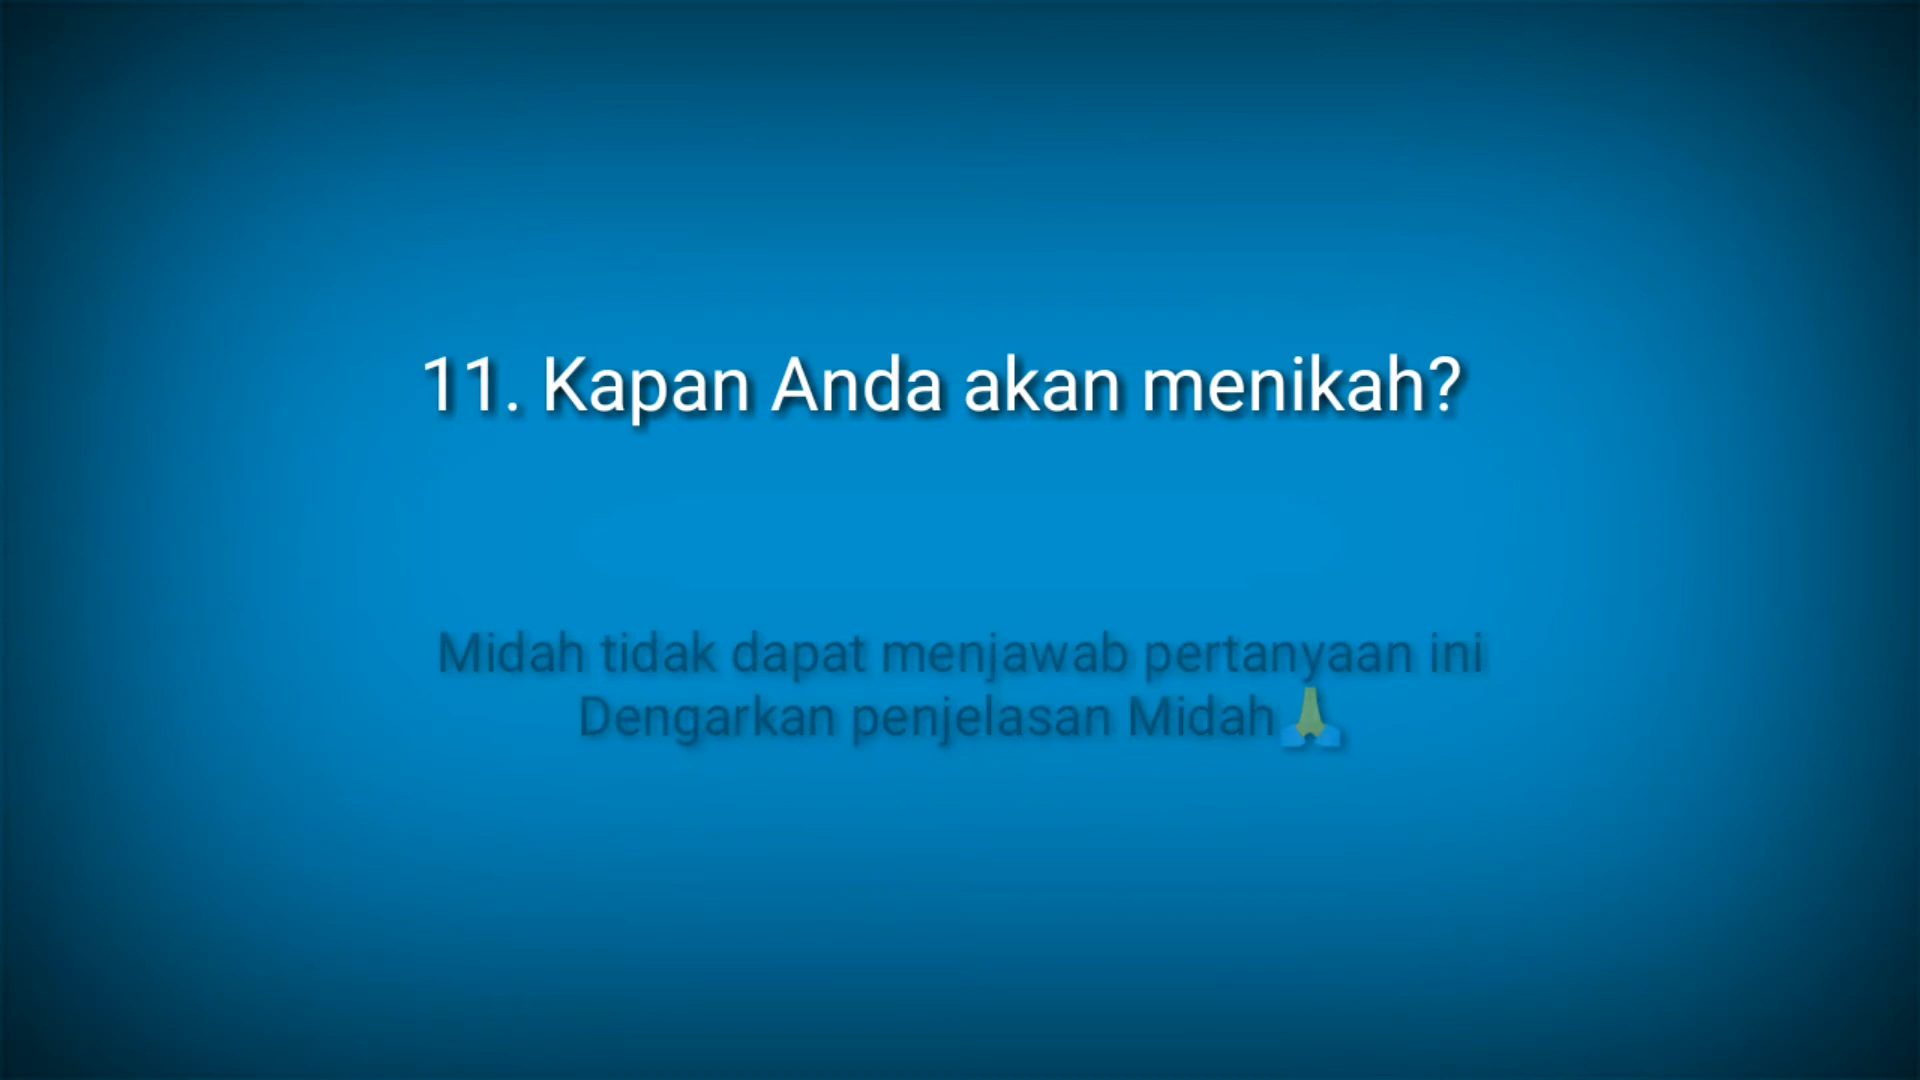 11. Kapan Anda akan menikah?
Midah tidak dapat menjawab pertanyaan ini
Dengarkan penjelasan Midah🙏